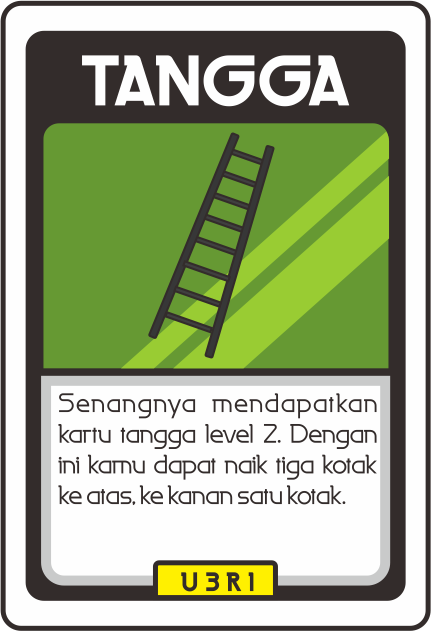 TANGGA
Senangnya mendapatkan
kartu tangga level 2. Dengan
ini kamu dapat naik tiga kotak
ke atas, ke kanan satu kotak.
U3R1